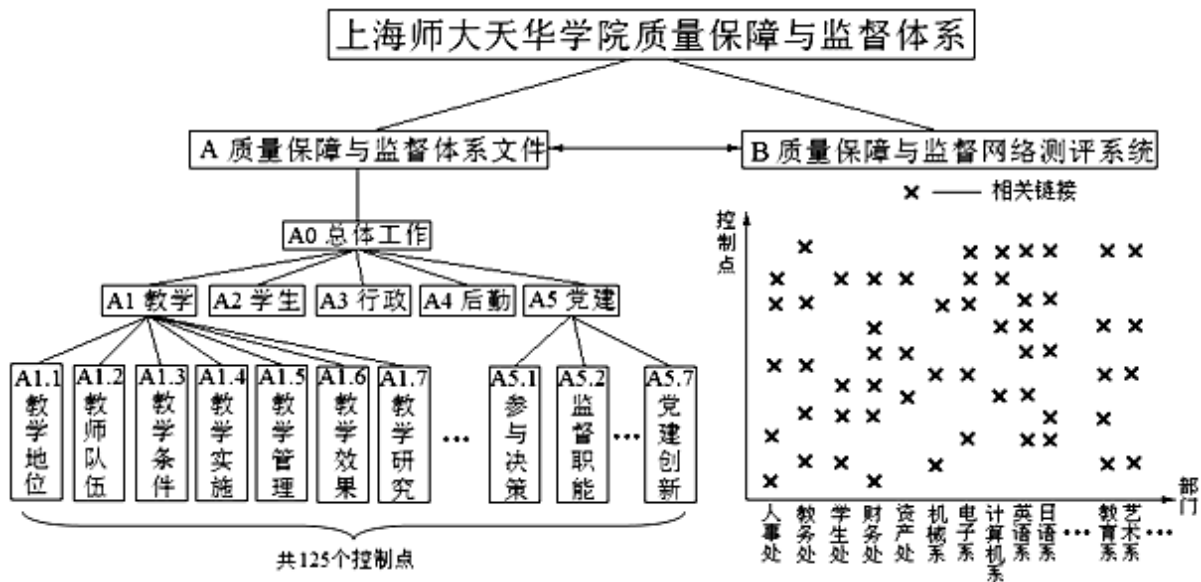 上海师大天华学院质量保障与监督体系
A 质量保障与监督体系文件
B 质量保障与监督网络测评系统
× —— 相关链接
控制点
A0 总体工作
A1 教学
A2 学生
A3 行政
A4 后勤
A5 党建
A1.1 教学地位
A1.2 教师队伍
A1.3 教学条件
A1.4 教学实施
A1.5 教学管理
A1.6 教学效果
A1.7 教学研究
…
A5.1 参与决策
A5.2 监督职能
…
A5.7 党建创新
共125个控制点
部门
人事处
教务处
学生处
财务处
资产处
机械系
电子系
计算机系
英语系
日语系
…
教育系
艺术系
…